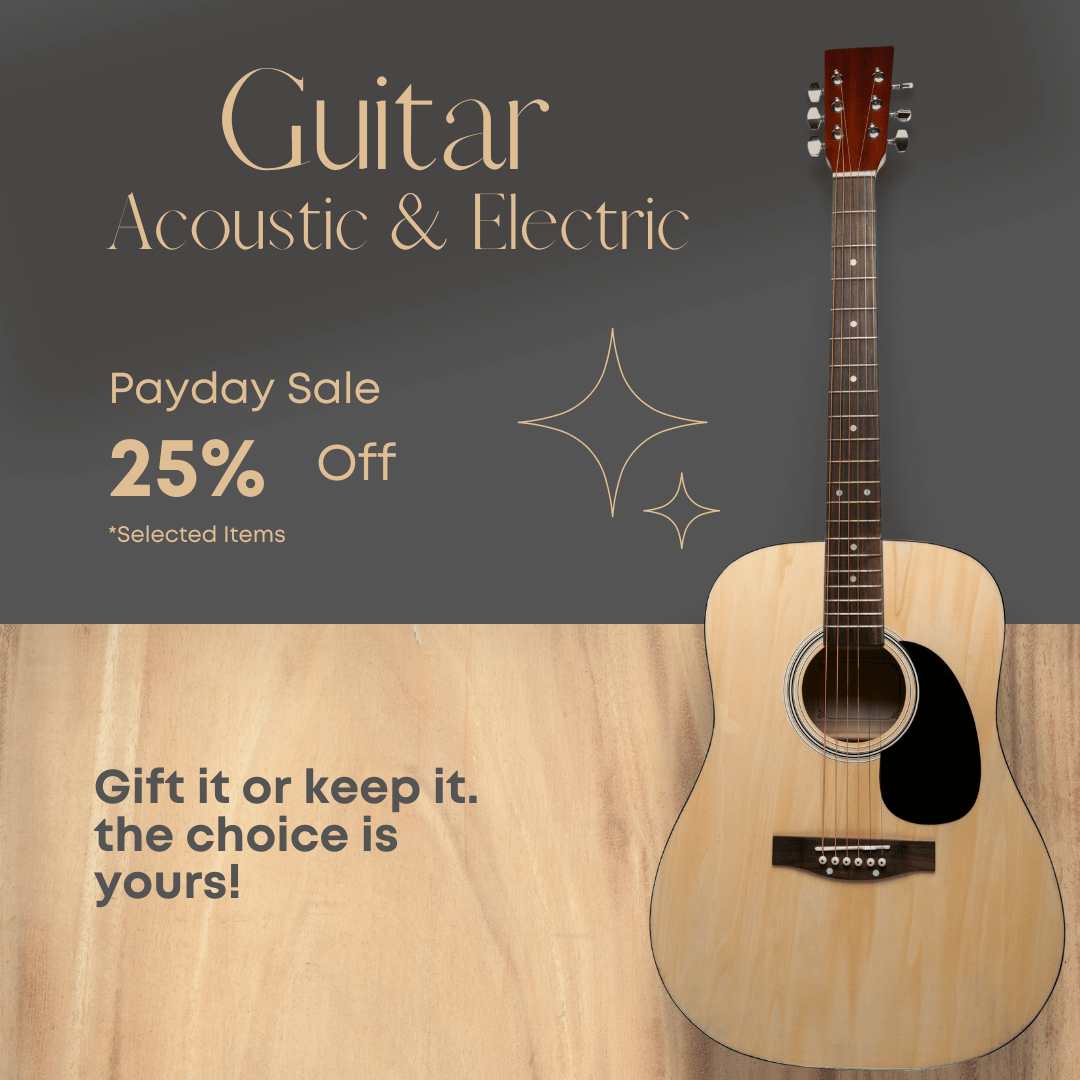 Guitar
Acoustic & Electric
Payday Sale
25% Off
*Selected Items
Gift it or keep it.
the choice is
yours!